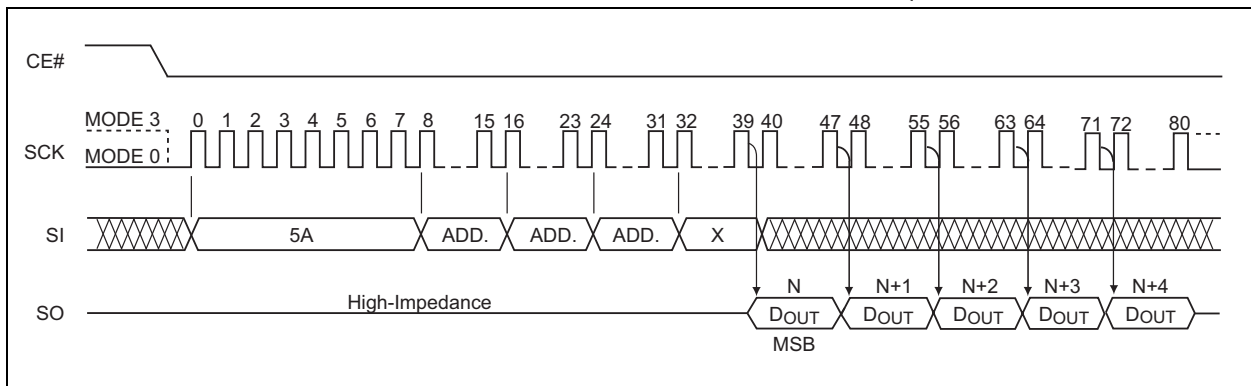 CE#
MODE 3
MODE 0
SCK
0 1 2 3 4 5 6 7 8 15 16 23 24 31 32 39 40 47 48 55 56 63 64 71 72 80
SI
5A ADD. ADD. ADD. X
N N+1 N+2 N+3 N+4
SO
High-Impedance
DOUT DOUT DOUT DOUT DOUT
MSB